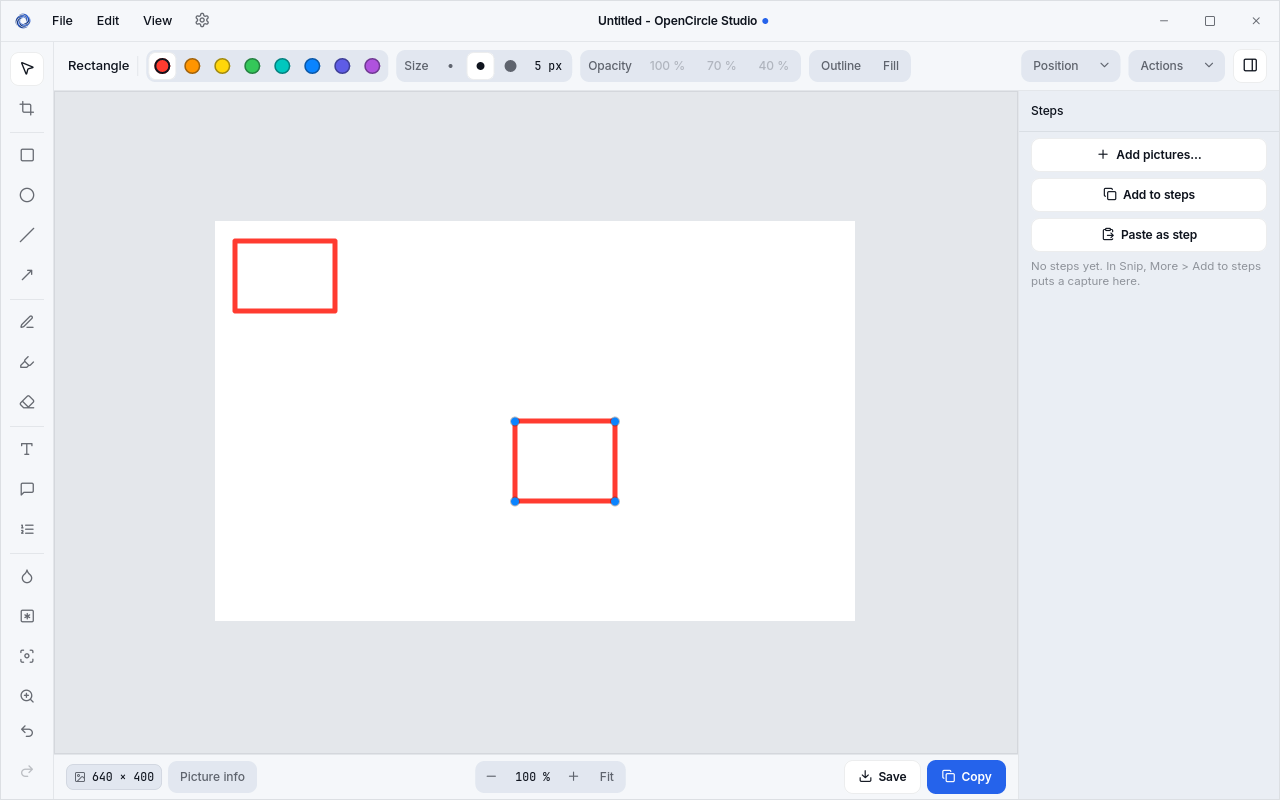 File Edit View Untitled - OpenCircle Studio
Rectangle Size 5 px Opacity 100 % 70 % 40 % Outline Fill Position Actions
Steps
Add pictures...
Add to steps
Paste as step
No steps yet. In Snip, More > Add to steps
puts a capture here.
640 × 400 Picture info 100 % Fit Save Copy